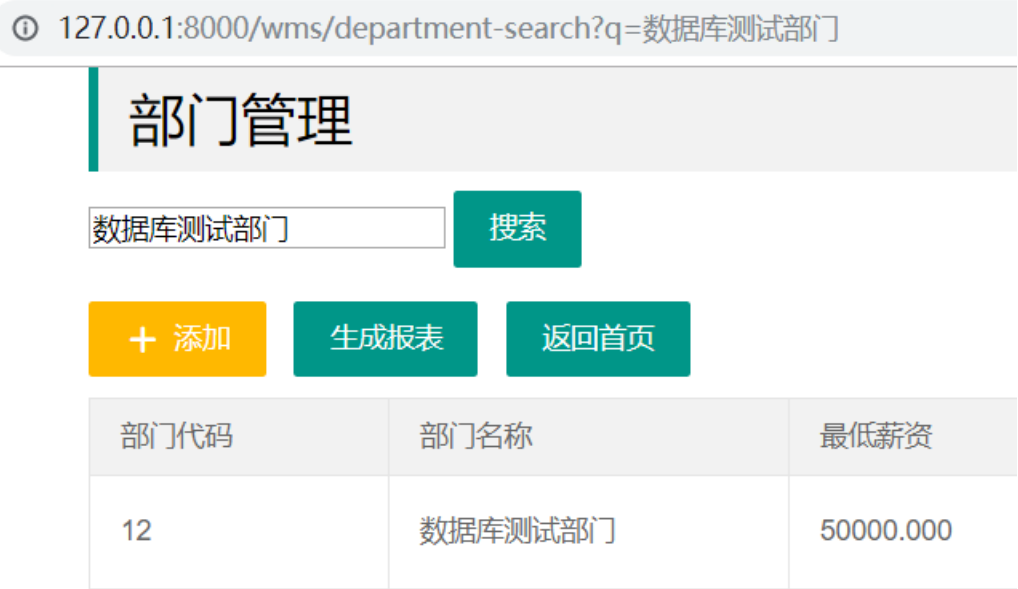 127.0.0.1:8000/wms/department-search?q=数据库测试部门
部门管理
数据库测试部门 搜索
添加 生成报表 返回首页
部门代码 部门名称 最低薪资
12 数据库测试部门 50000.000